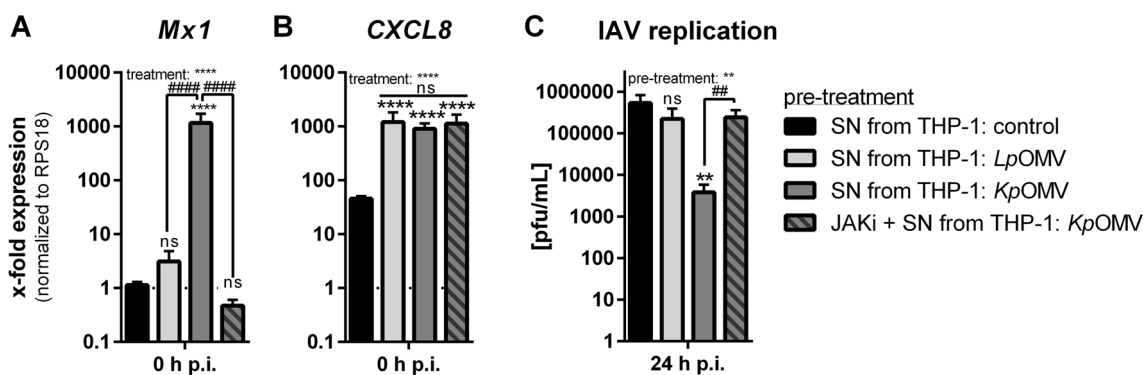 A Mx1
x-fold expression
(normalized to RPS18)
10000
1000
100
10
1
0.1
treatment: ****
#### ####
****
ns
ns
0 h p.i.
B CXCL8
10000
1000
100
10
1
0.1
treatment: ****
ns
**** **** ****
0 h p.i.
C IAV replication
[pfu/mL]
1000000
100000
10000
1000
100
10
1
pre-treatment: **
ns
##
**
24 h p.i.
pre-treatment
SN from THP-1: control
SN from THP-1: LpOMV
SN from THP-1: KpOMV
JAKi + SN from THP-1: KpOMV